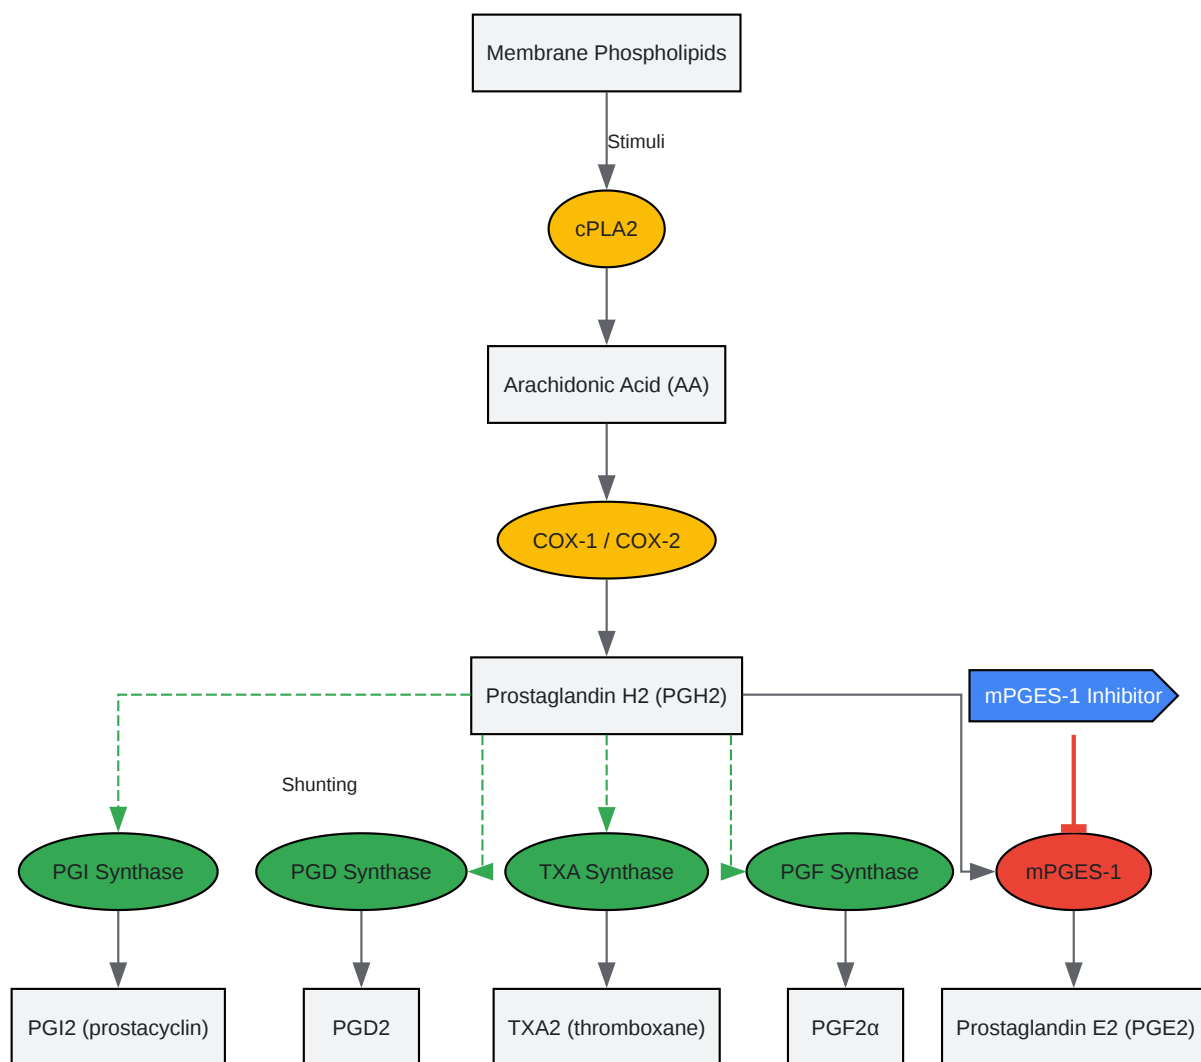 Membrane Phospholipids
Stimuli
cPLA2
Arachidonic Acid (AA)
COX-1 / COX-2
Prostaglandin H2 (PGH2)
mPGES-1 Inhibitor
Shunting
PGI Synthase
PGD Synthase
TXA Synthase
PGF Synthase
mPGES-1
PGI2 (prostacyclin)
PGD2
TXA2 (thromboxane)
PGF2α
Prostaglandin E2 (PGE2)